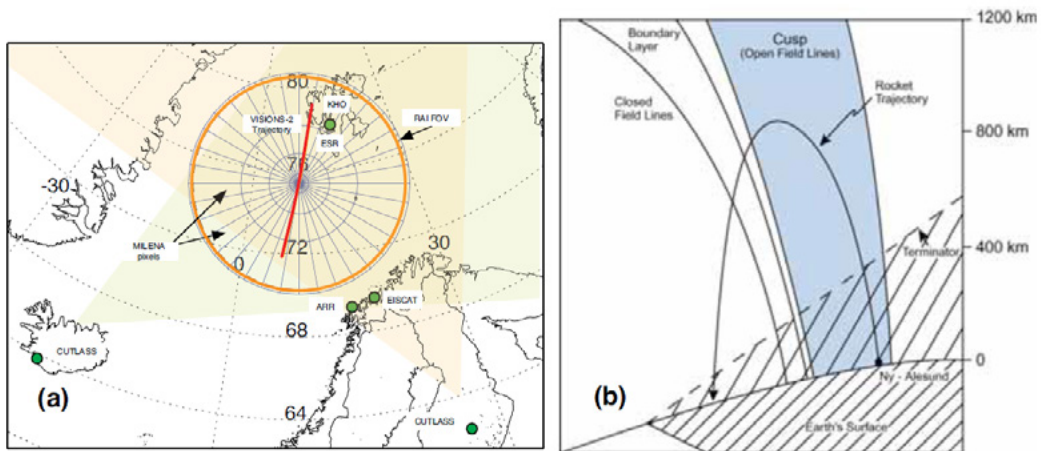 80
KHO
VISIONS-2
Trajectory
RAI FOV
ESR
76
-30
MILENA
pixels
72
30
0
ARR
EISCAT
68
CUTLASS
(a)
64
CUTLASS
1200 km
Boundary
Layer
Cusp
(Open Field Lines)
Closed
Field Lines
Rocket
Trajectory
800 km
400 km
Terminator
0
Ny - Alesund
(b)
Earth's Surface